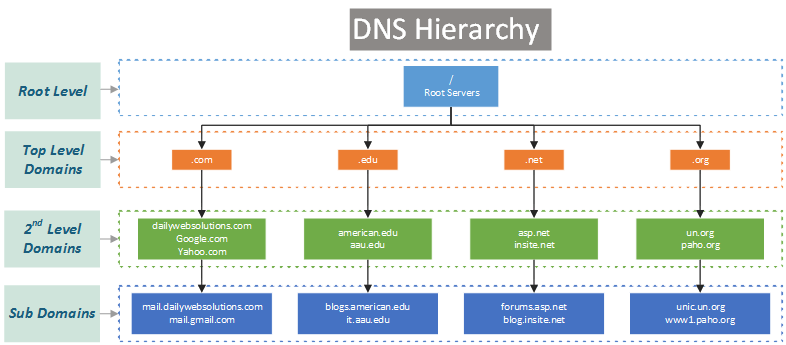 DNS Hierarchy
Root Level
/
Root Servers
Top Level
Domains
.com
.edu
.net
.org
2nd Level
Domains
dailywebsolutions.com
Google.com
Yahoo.com
american.edu
aau.edu
asp.net
insite.net
un.org
paho.org
Sub Domains
mail.dailywebsolutions.com
mail.gmail.com
blogs.american.edu
it.aau.edu
forums.asp.net
blog.insite.net
unic.un.org
www1.paho.org